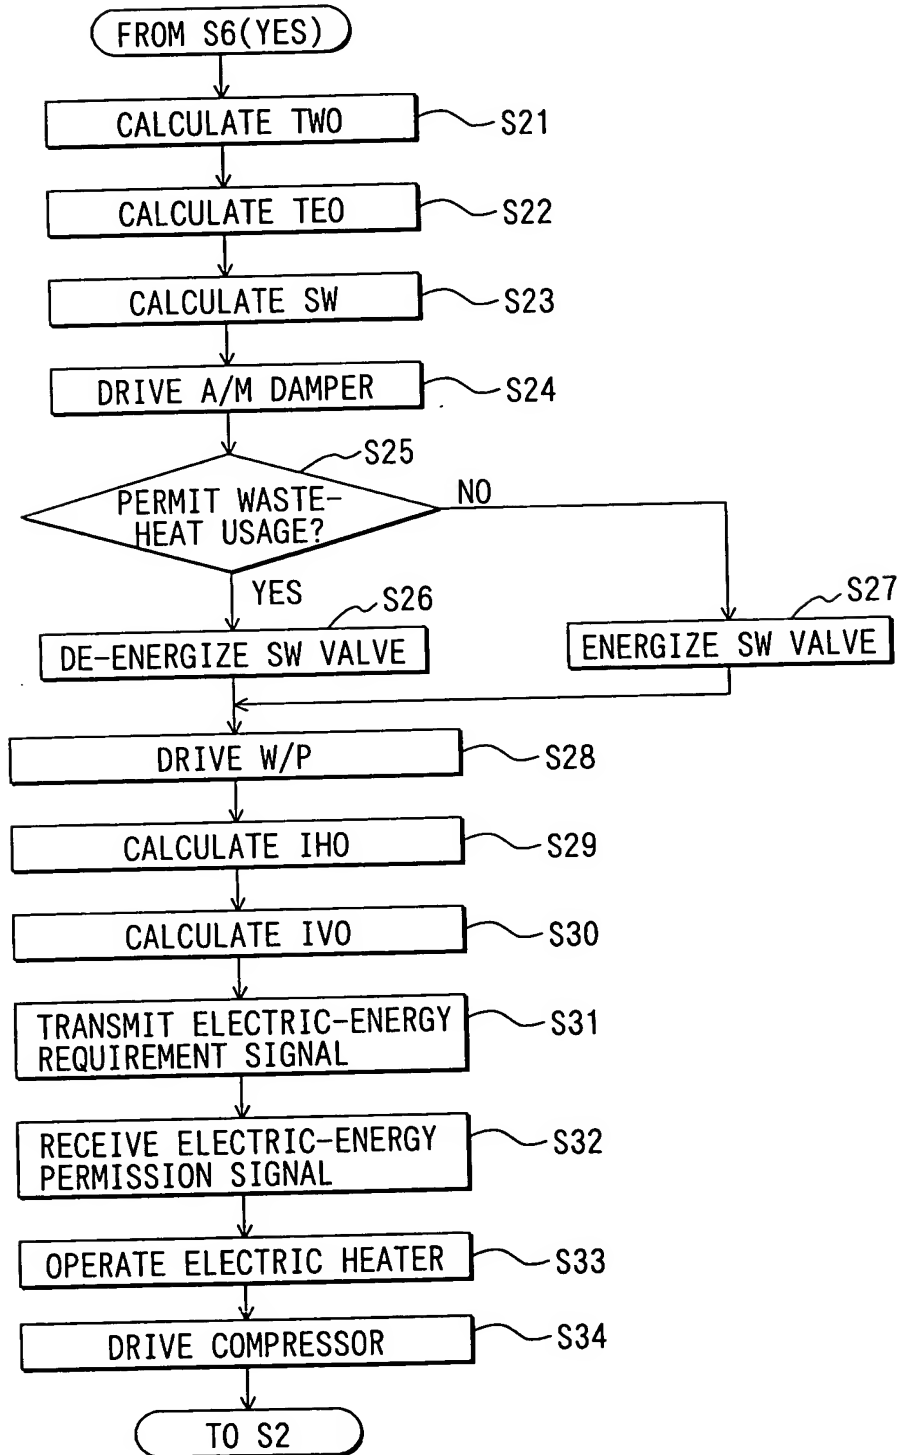 FROM S6(YES)
CALCULATE TWO
S21
CALCULATE TEO
S22
CALCULATE SW
S23
DRIVE A/M DAMPER
S24
S25
PERMIT WASTE-
HEAT USAGE?
NO
YES
S26
DE-ENERGIZE SW VALVE
S27
ENERGIZE SW VALVE
DRIVE W/P
S28
CALCULATE IHO
S29
CALCULATE IVO
S30
TRANSMIT ELECTRIC-ENERGY
REQUIREMENT SIGNAL
S31
RECEIVE ELECTRIC-ENERGY
PERMISSION SIGNAL
S32
OPERATE ELECTRIC HEATER
S33
DRIVE COMPRESSOR
S34
TO S2